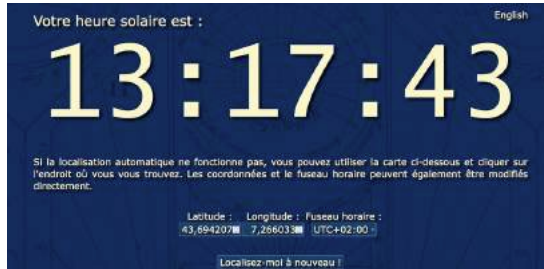 Votre heure solaire est :
English
13:17:43
Si la localisation automatique ne fonctionne pas, vous pouvez utiliser la carte ci-dessous et cliquer sur
l'endroit où vous vous trouvez. Les coordonnées et le fuseau horaire peuvent également être modifiés
directement.
Latitude : Longitude : Fuseau horaire :
43,694207 7,266033 UTC+02:00
Localisez-moi à nouveau !